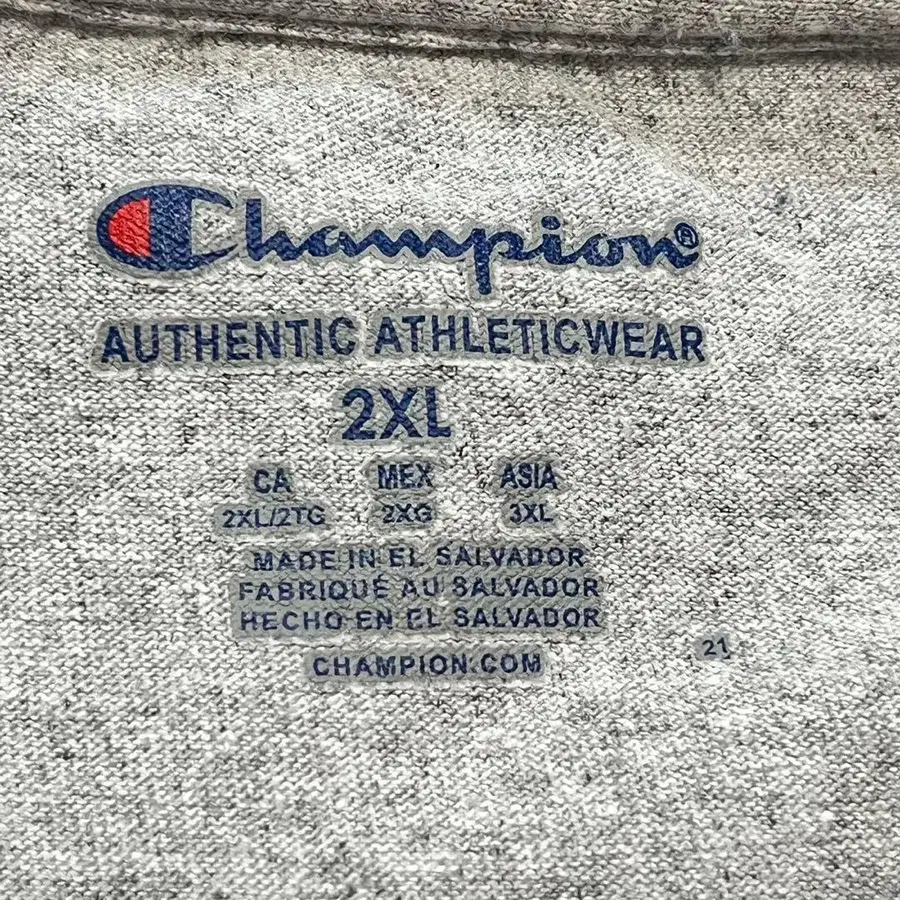 Champion®
AUTHENTIC ATHLETICWEAR
2XL
CA MEX ASIA
2XL/2TG 2XG 3XL
MADE IN EL SALVADOR
FABRIQUÉ AU SALVADOR
HECHO EN EL SALVADOR
CHAMPION.COM
21